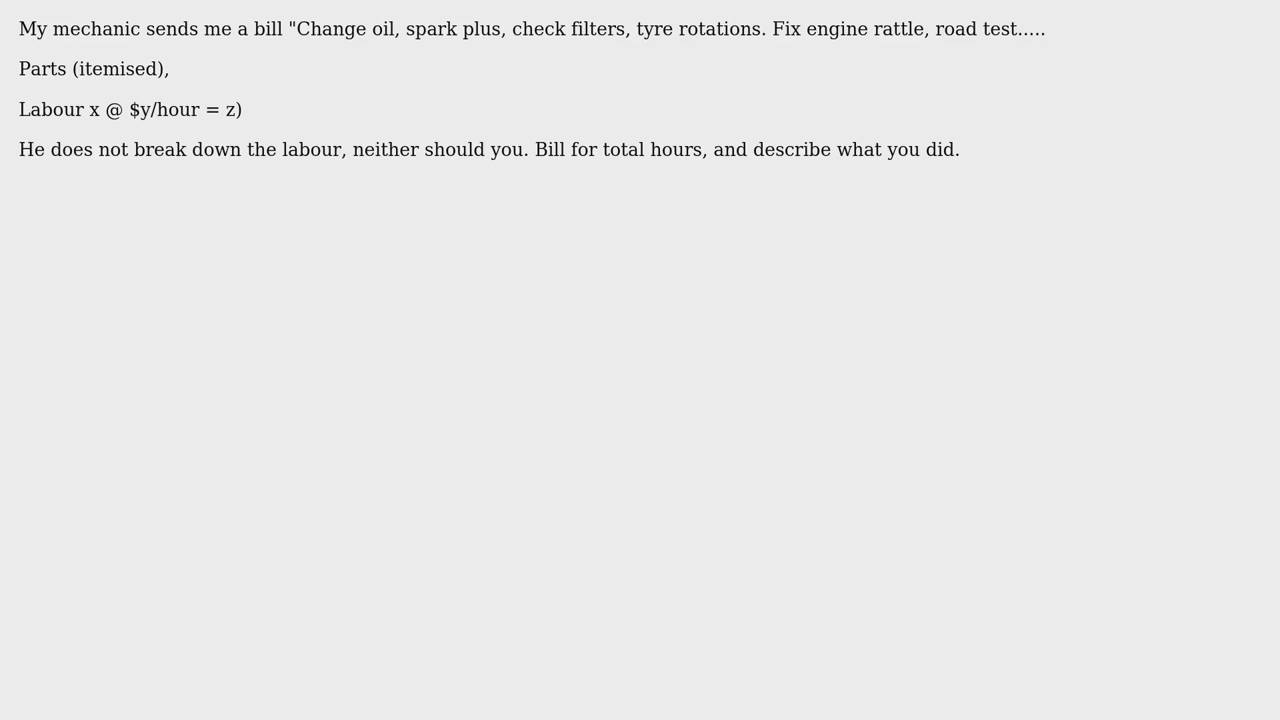 My mechanic sends me a bill "Change oil, spark plus, check filters, tyre rotations. Fix engine rattle, road test.....
Parts (itemised),
Labour x @ $y/hour = z)
He does not break down the labour, neither should you. Bill for total hours, and describe what you did.